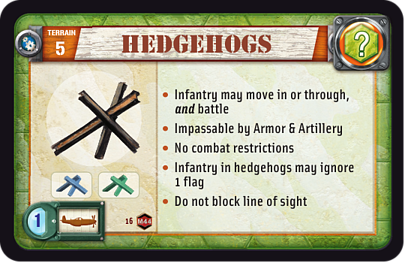 TERRAIN
5
HEDGEHOGS
?
• Infantry may move in or through,
and battle
• Impassable by Armor & Artillery
• No combat restrictions
• Infantry in hedgehogs may ignore
1 flag
• Do not block line of sight
1
16 M44